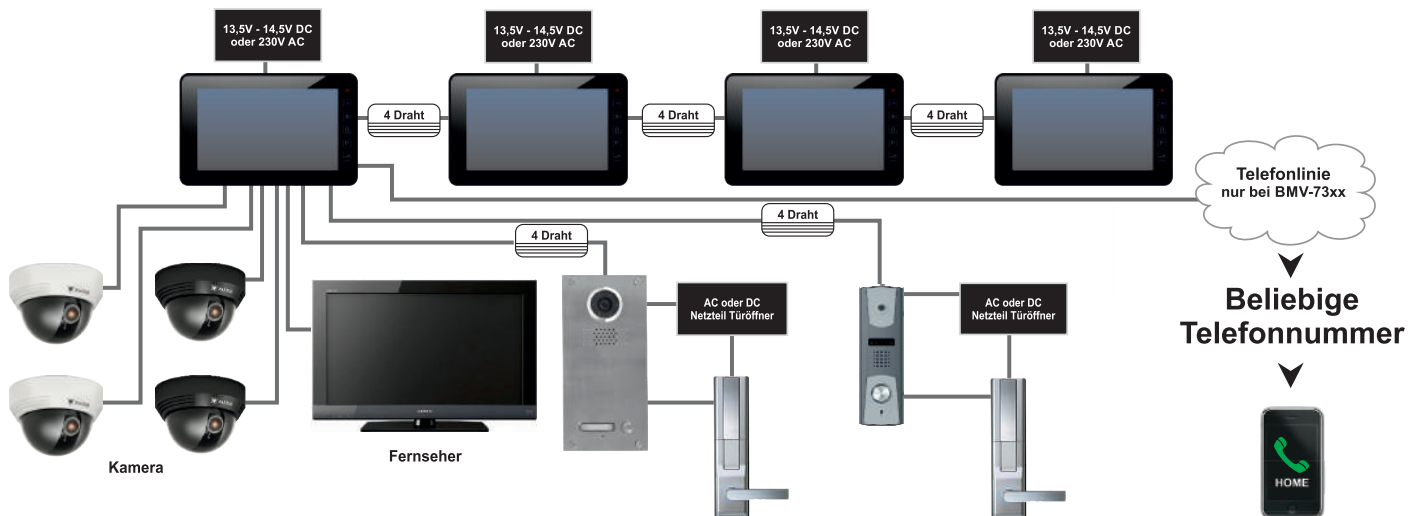 13,5V - 14,5V DC
oder 230V AC
13,5V - 14,5V DC
oder 230V AC
13,5V - 14,5V DC
oder 230V AC
13,5V - 14,5V DC
oder 230V AC
4 Draht
4 Draht
4 Draht
Telefonlinie
nur bei BMV-73xx
4 Draht
4 Draht
AC oder DC
Netzteil Türöffner
AC oder DC
Netzteil Türöffner
Beliebige
Telefonnummer
Kamera
Fernseher
HOME